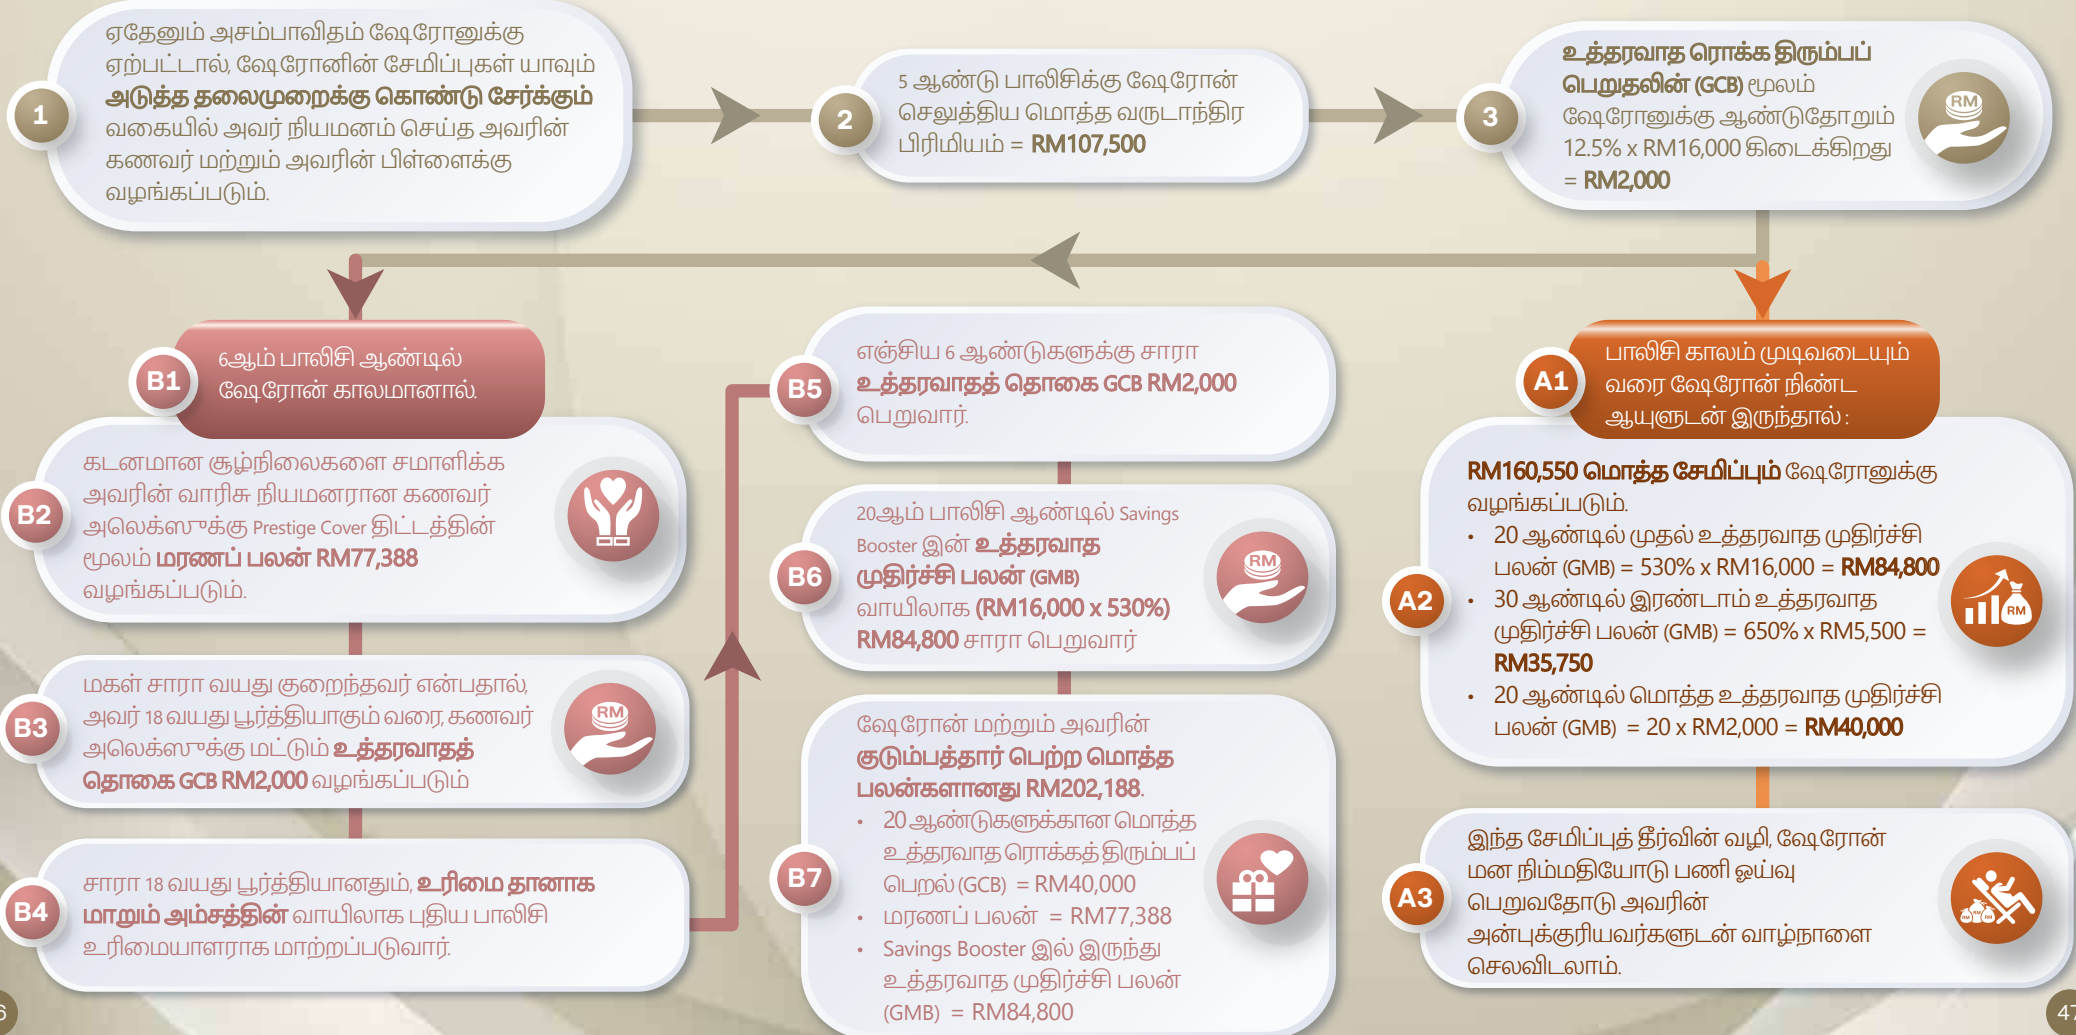 1
ஏதேனும் அசம்பாவிதம் ஷேரோனுக்கு
ஏற்பட்டால், ஷேரோனின் சேமிப்புகள் யாவும்
அடுத்த தலைமுறைக்கு கொண்டு சேர்க்கும்
வகையில் அவர் நியமனம் செய்த அவரின்
கணவர் மற்றும் அவரின் பிள்ளைக்கு
வழங்கப்படும்.
2
5 ஆண்டு பாலிசிக்கு ஷேரோன்
செலுத்திய மொத்த வருடாந்திர
பிரிமியம் = RM107,500
3
உத்தரவாத ரொக்க திரும்பப்
பெறுதலின் (GCB) மூலம்
ஷேரோனுக்கு ஆண்டுதோறும்
12.5% x RM16,000 கிடைக்கிறது
= RM2,000
RM
B1
6ஆம் பாலிசி ஆண்டில்
ஷேரோன் காலமானால்.
B2
கடனமான சூழ்நிலைகளை சமாளிக்க
அவரின் வாரிசு நியமனரான கணவர்
அலெக்ஸுக்கு Prestige Cover திட்டத்தின்
மூலம் மரணப் பலன் RM77,388
வழங்கப்படும்.
B3
மகள் சாரா வயது குறைந்தவர் என்பதால்,
அவர் 18 வயது பூர்த்தியாகும் வரை, கணவர்
அலெக்ஸுக்கு மட்டும் உத்தரவாதத்
தொகை GCB RM2,000 வழங்கப்படும்
RM
B4
சாரா 18 வயது பூர்த்தியானதும், உரிமை தானாக
மாறும் அம்சத்தின் வாயிலாக புதிய பாலிசி
உரிமையாளராக மாற்றப்படுவார்.
B5
எஞ்சிய 6 ஆண்டுகளுக்கு சாரா
உத்தரவாதத் தொகை GCB RM2,000
பெறுவார்.
B6
20ஆம் பாலிசி ஆண்டில் Savings
Booster இன் உத்தரவாத
முதிர்ச்சி பலன் (GMB)
வாயிலாக (RM16,000 x 530%)
RM84,800 சாரா பெறுவார்
RM
B7
ஷேரோன் மற்றும் அவரின்
குடும்பத்தார் பெற்ற மொத்த
பலன்களானது RM202,188.
• 20 ஆண்டுகளுக்கான மொத்த
உத்தரவாத ரொக்கத் திரும்பப்
பெறல் (GCB) = RM40,000
• மரணப் பலன் = RM77,388
• Savings Booster இல் இருந்து
உத்தரவாத முதிர்ச்சி பலன்
(GMB) = RM84,800
A1
பாலிசி காலம் முடிவடையும்
வரை ஷேரோன் நிண்ட
ஆயுளுடன் இருந்தால் :
A2
RM160,550 மொத்த சேமிப்பும் ஷேரோனுக்கு
வழங்கப்படும்.
• 20 ஆண்டில் முதல் உத்தரவாத முதிர்ச்சி
பலன் (GMB) = 530% x RM16,000 = RM84,800
• 30 ஆண்டில் இரண்டாம் உத்தரவாத
முதிர்ச்சி பலன் (GMB) = 650% x RM5,500 =
RM35,750
• 20 ஆண்டில் மொத்த உத்தரவாத முதிர்ச்சி
பலன் (GMB) = 20 x RM2,000 = RM40,000
RM
A3
இந்த சேமிப்புத் தீர்வின் வழி, ஷேரோன்
மன நிம்மதியோடு பணி ஓய்வு
பெறுவதோடு அவரின்
அன்புக்குரியவர்களுடன் வாழ்நாளை
செலவிடலாம்.
RM RM RM
6
47